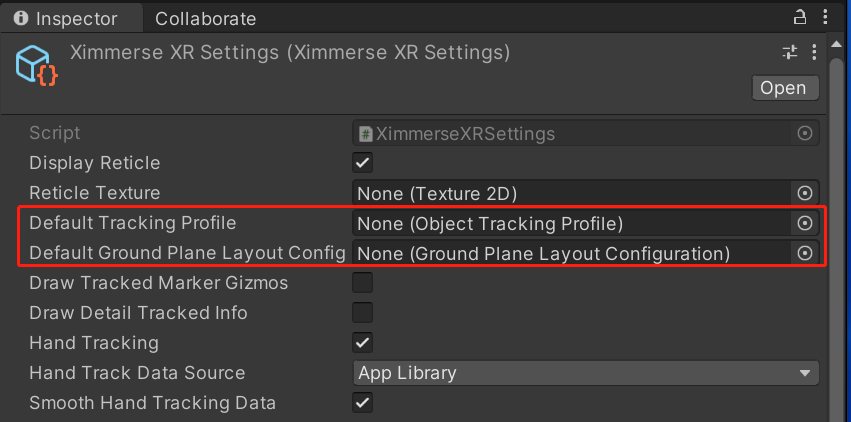 Inspector Collaborate
Ximmerse XR Settings (Ximmerse XR Settings)
Open
Script XimmerseXRSettings
Display Reticle
Reticle Texture None (Texture 2D)
Default Tracking Profile None (Object Tracking Profile)
Default Ground Plane Layout Config None (Ground Plane Layout Configuration)
Draw Tracked Marker Gizmos
Draw Detail Tracked Info
Hand Tracking
Hand Track Data Source App Library
Smooth Hand Tracking Data